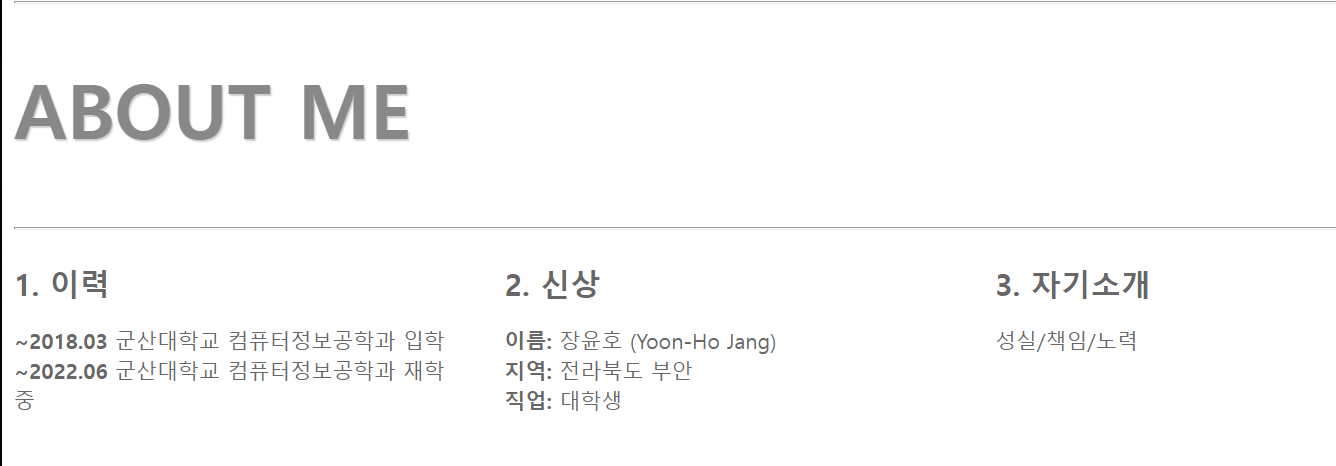 ABOUT ME
1. 이력
~2018.03 군산대학교 컴퓨터정보공학과 입학
~2022.06 군산대학교 컴퓨터정보공학과 재학
중
2. 신상
이름: 장윤호 (Yoon-Ho Jang)
지역: 전라북도 부안
직업: 대학생
3. 자기소개
성실/책임/노력